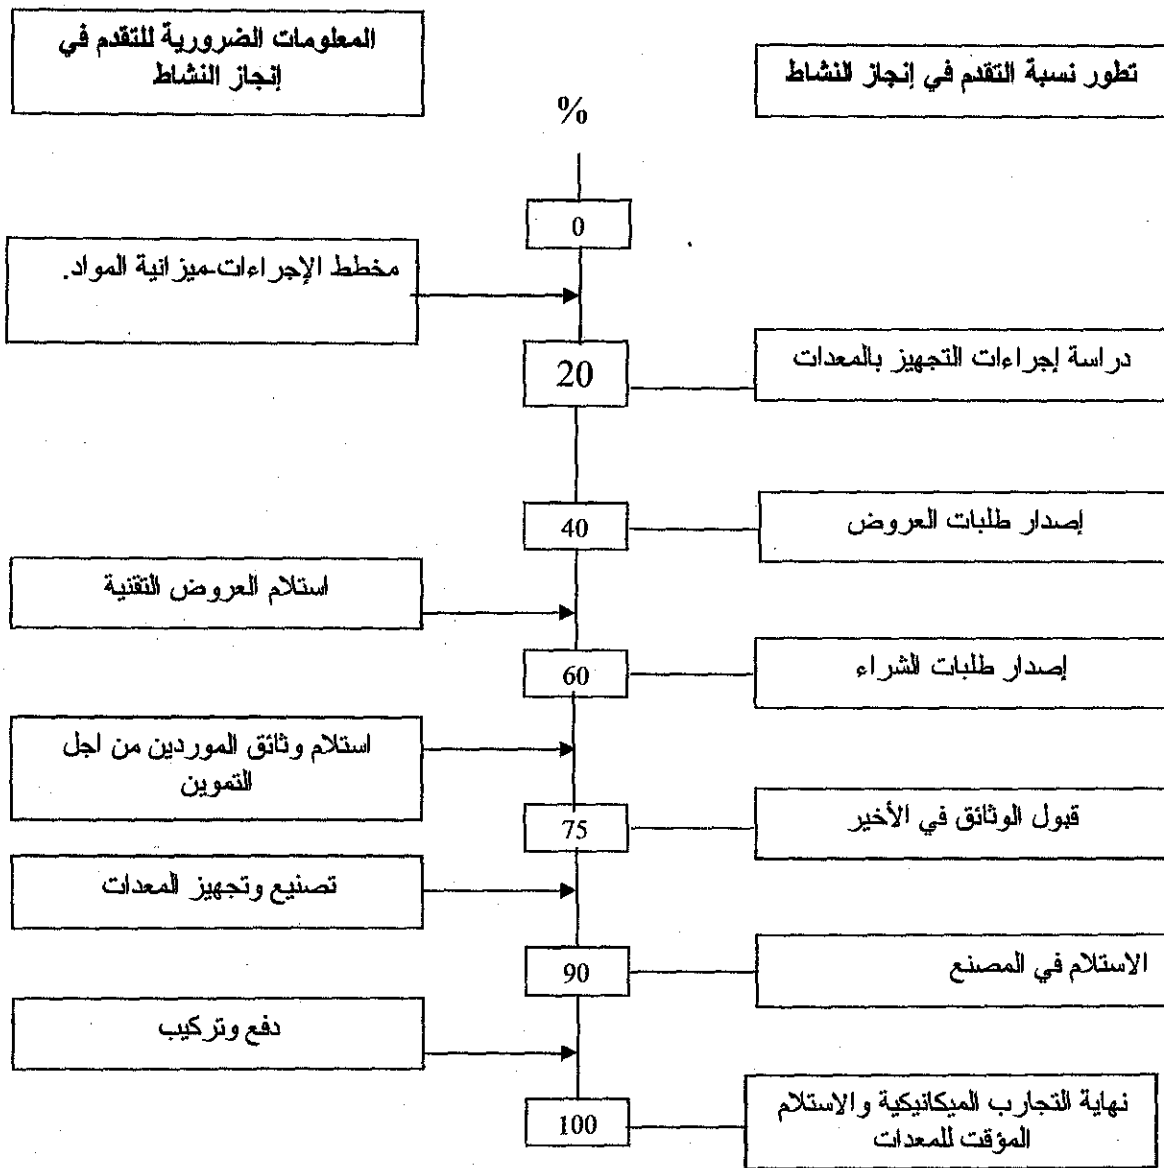 المعلومات الضرورية للتقدم في
إنجاز النشاط
تطور نسبة التقدم في إنجاز النشاط
%
0
مخطط الإجراءات-ميزانية المواد.
20
دراسة إجراءات التجهيز بالمعدات
40
إصدار طلبات العروض
استلام العروض التقنية
60
إصدار طلبات الشراء
استلام وثائق الموردين من اجل
التموين
75
قبول الوثائق في الأخير
تصنيع وتجهيز المعدات
90
الاستلام في المصنع
دفع وتركيب
100
نهاية التجارب الميكانيكية والاستلام
المؤقت للمعدات